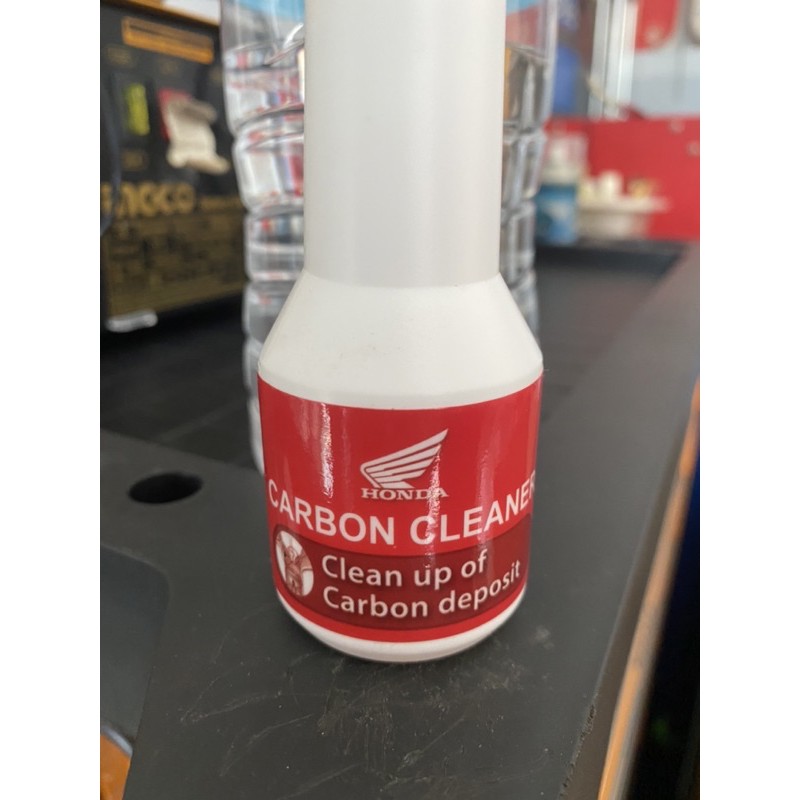 HONDA
CARBON CLEANER
Clean up of
Carbon deposit